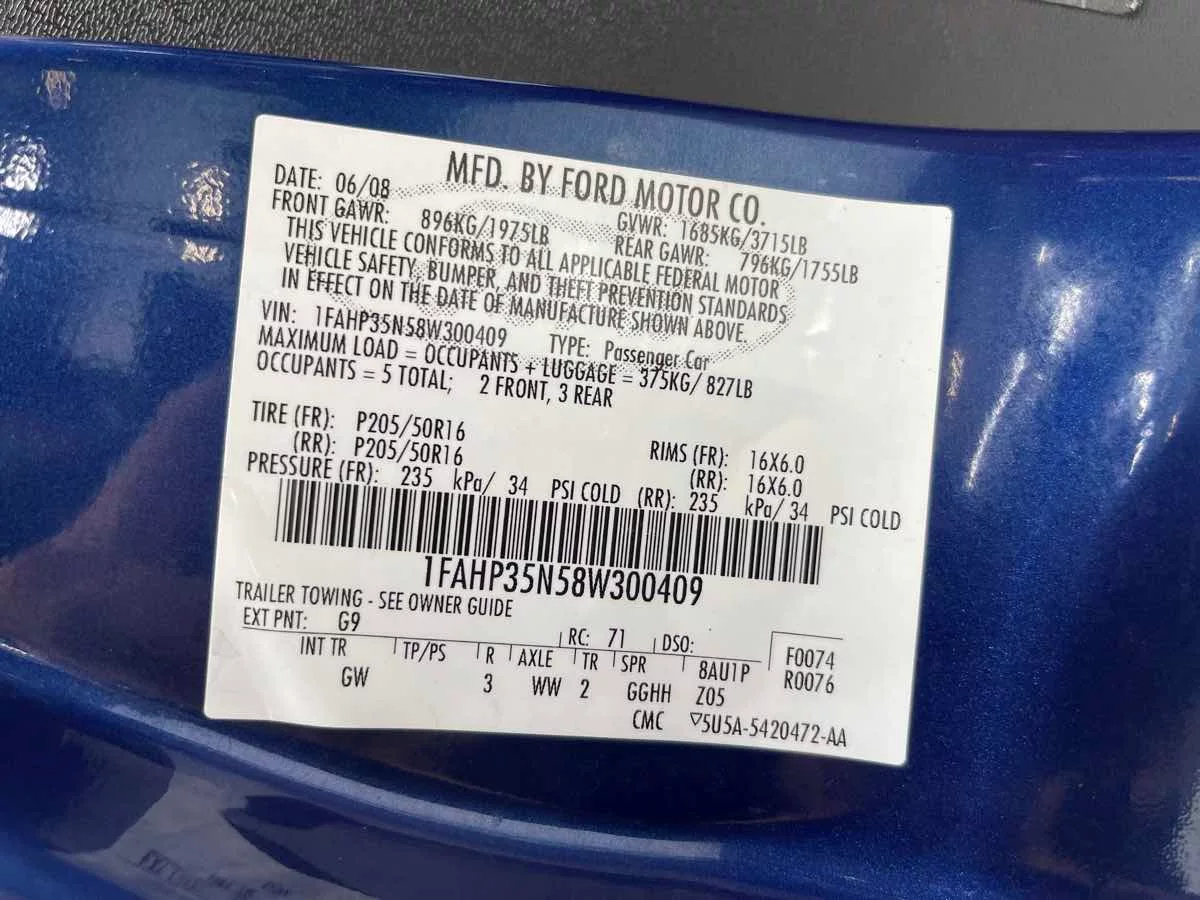 MFD. BY FORD MOTOR CO.
DATE: 06/08 GVWR: 1685KG/3715LB
FRONT GAWR: 896KG/1975LB REAR GAWR: 796KG/1755LB
THIS VEHICLE CONFORMS TO ALL APPLICABLE FEDERAL MOTOR
VEHICLE SAFETY, BUMPER, AND THEFT PREVENTION STANDARDS
IN EFFECT ON THE DATE OF MANUFACTURE SHOWN ABOVE.
VIN: 1FAHP35N58W300409 TYPE: Passenger Car
MAXIMUM LOAD = OCCUPANTS + LUGGAGE = 375KG/ 827LB
OCCUPANTS = 5 TOTAL; 2 FRONT, 3 REAR
TIRE (FR): P205/50R16 RIMS (FR): 16X6.0
(RR): P205/50R16 (RR): 16X6.0
PRESSURE (FR): 235 kPa/ 34 PSI COLD (RR): 235 kPa/ 34 PSI COLD
1FAHP35N58W300409
TRAILER TOWING - SEE OWNER GUIDE
EXT PNT: G9 RC: 71 DSO: F0074
INT TR TP/PS R AXLE TR SPR 8AU1P R0076
GW 3 WW 2 GGHH Z05
CMC ▽5U5A-5420472-AA